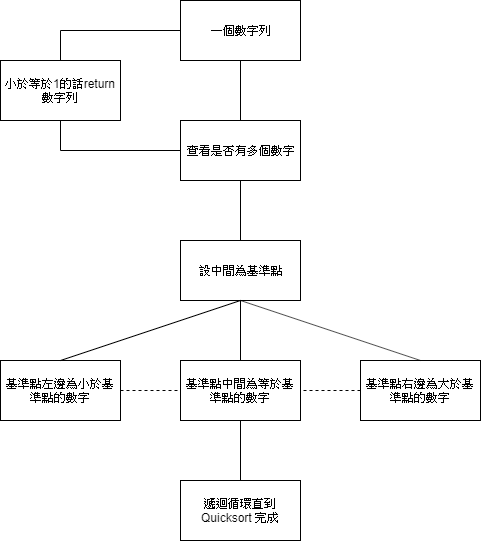 一個數字列
小於等於1的話return
數字列
查看是否有多個數字
設中間為基準點
基準點左邊為小於基
準點的數字
基準點中間為等於基
準點的數字
基準點右邊為大於基
準點的數字
遞迴循環直到
Quicksort 完成